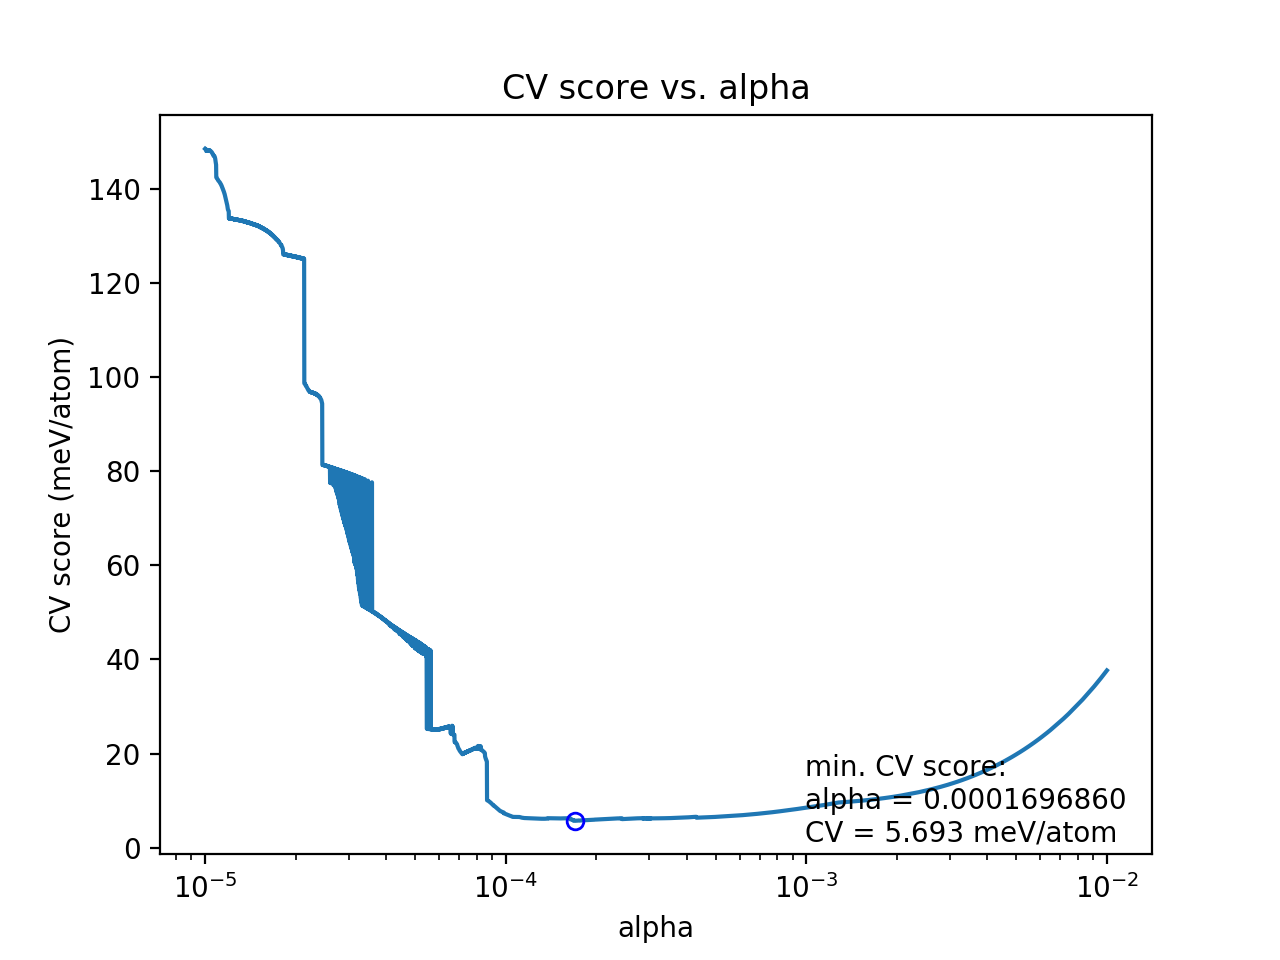 CV score vs. alpha
CV score (meV/atom)
140
120
100
80
60
40
20
0
10⁻⁵
10⁻⁴
10⁻³
10⁻²
alpha
min. CV score:
alpha = 0.0001696860
CV = 5.693 meV/atom